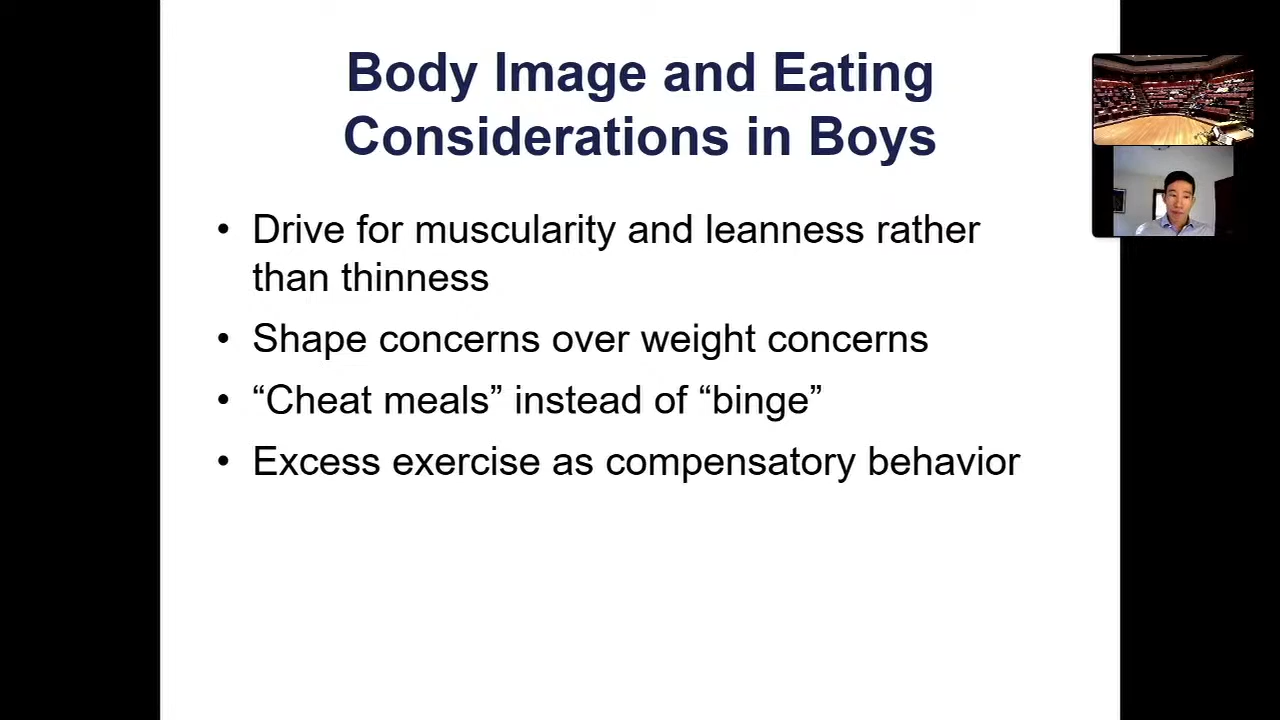 Body Image and Eating
Considerations in Boys
• Drive for muscularity and leanness rather
than thinness
• Shape concerns over weight concerns
• “Cheat meals” instead of “binge”
• Excess exercise as compensatory behavior